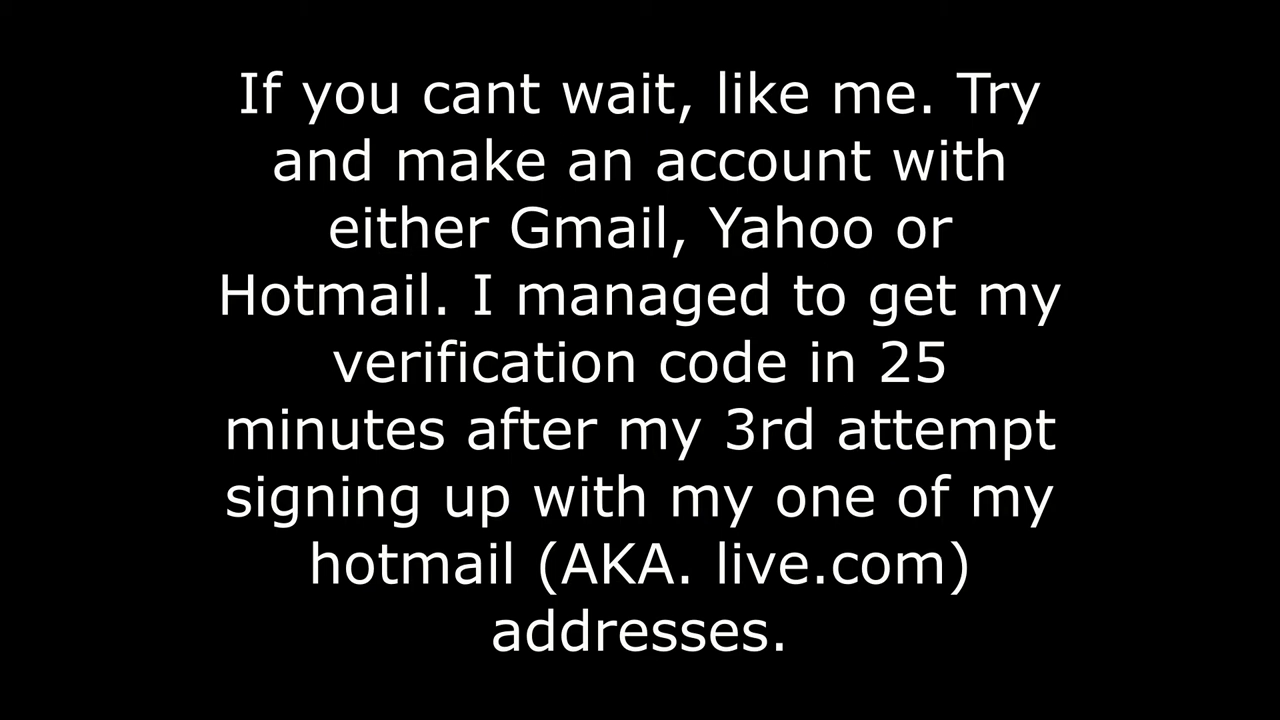 If you cant wait, like me. Try
and make an account with
either Gmail, Yahoo or
Hotmail. I managed to get my
verification code in 25
minutes after my 3rd attempt
signing up with my one of my
hotmail (AKA. live.com)
addresses.